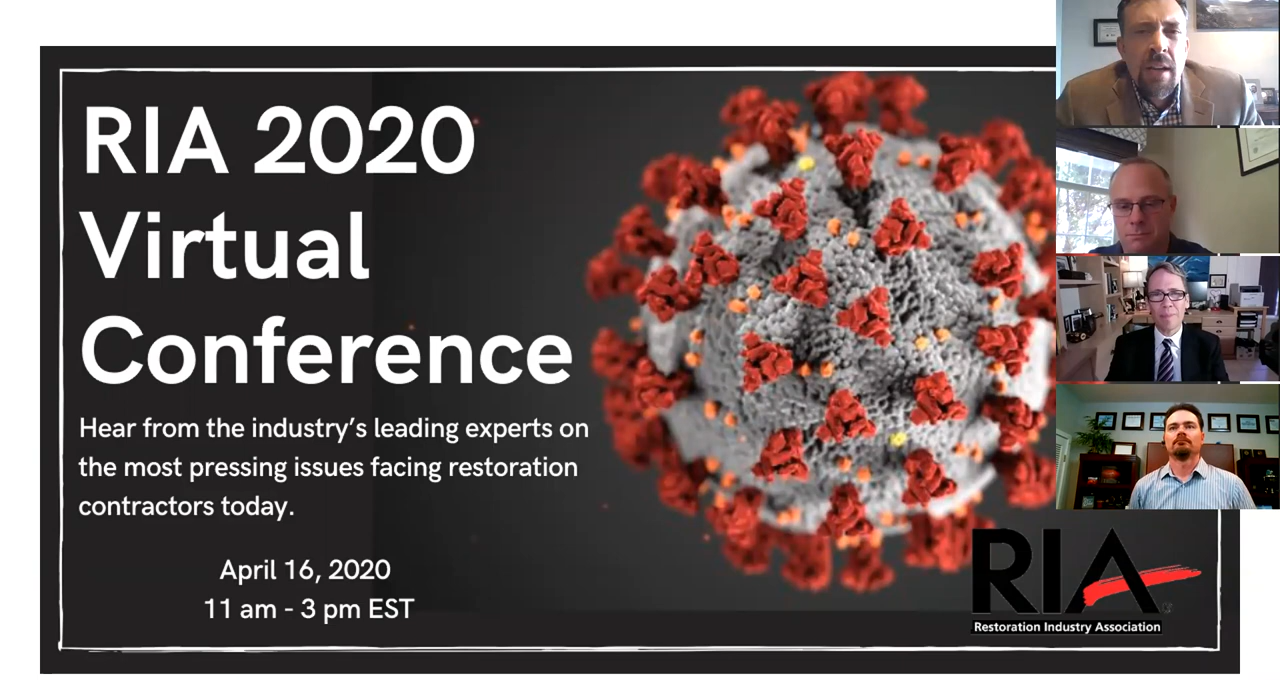 RIA 2020
Virtual
Conference
Hear from the industry’s leading experts on
the most pressing issues facing restoration
contractors today.
April 16, 2020
11 am - 3 pm EST
RIA
Restoration Industry Association